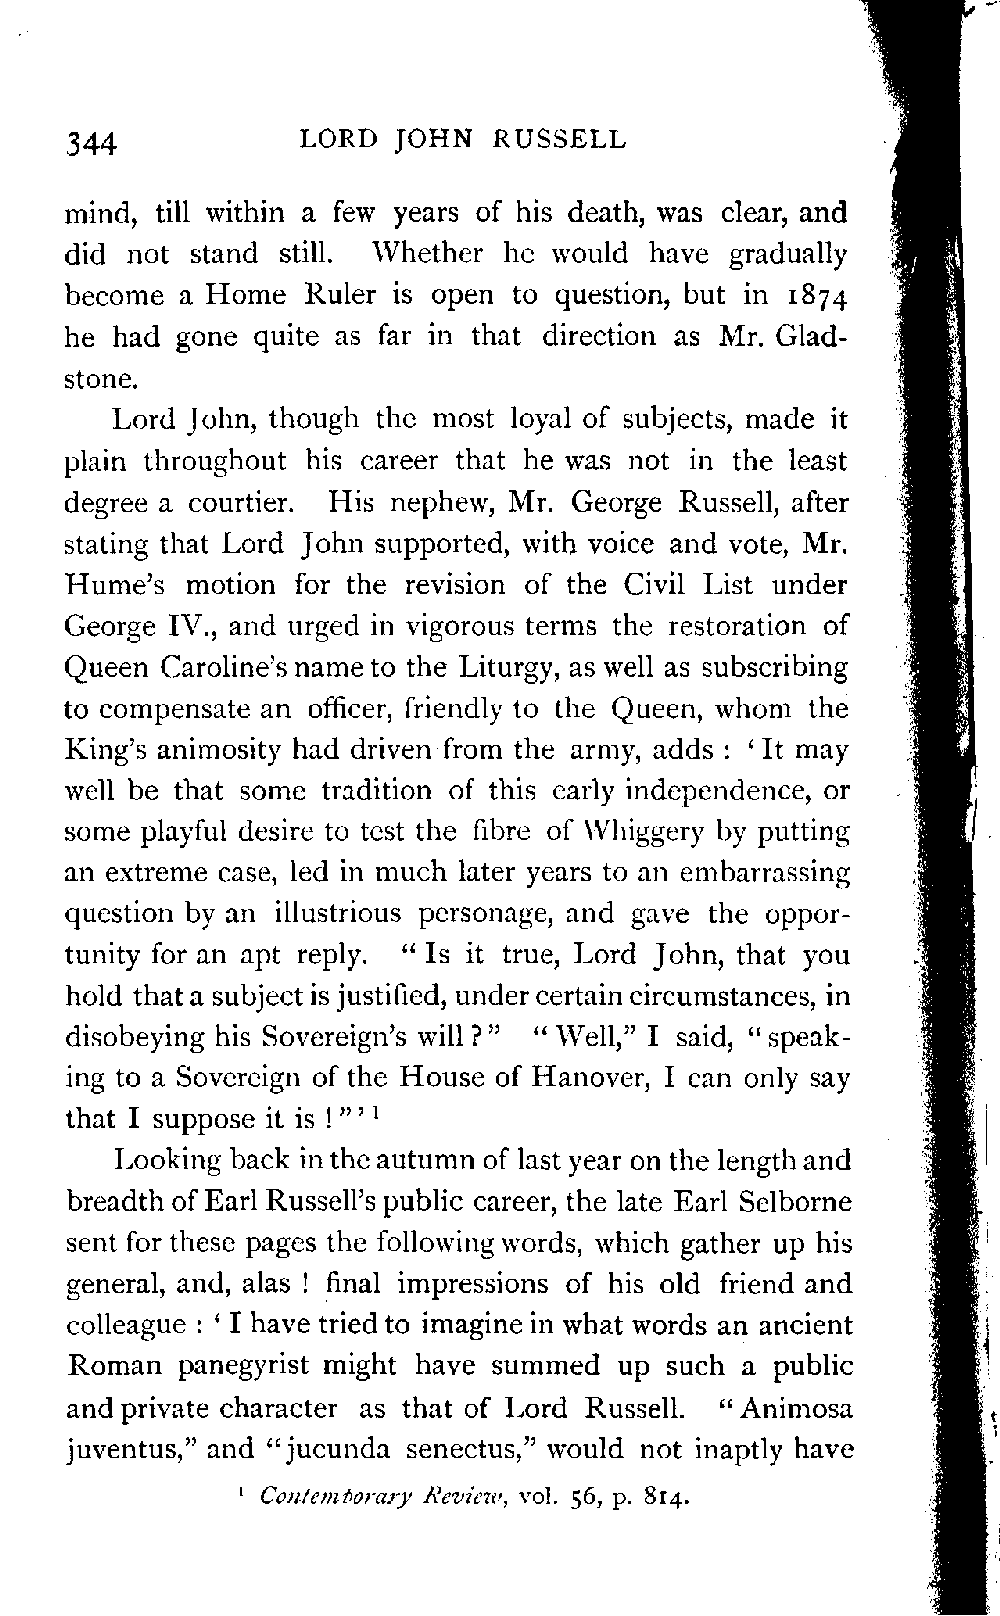 344 LORD JOHN RUSSELL
mind, till within a few years of his death, was clear, and
did not stand still. Whether he would have gradually
become a Home Ruler is open to question, but in 1874
he had gone quite as far in that direction as Mr. Glad-
stone.
Lord John, though the most loyal of subjects, made it
plain throughout his career that he was not in the least
degree a courtier. His nephew, Mr. George Russell, after
stating that Lord John supported, with voice and vote, Mr.
Hume's motion for the revision of the Civil List under
George IV., and urged in vigorous terms the restoration of
Queen Caroline's name to the Liturgy, as well as subscribing
to compensate an officer, friendly to the Queen, whom the
King's animosity had driven from the army, adds : ‘ It may
well be that some tradition of this early independence, or
some playful desire to test the fibre of Whiggery by putting
an extreme case, led in much later years to an embarrassing
question by an illustrious personage, and gave the oppor-
tunity for an apt reply. “ Is it true, Lord John, that you
hold that a subject is justified, under certain circumstances, in
disobeying his Sovereign's will ? ” “ Well,” I said, “ speak-
ing to a Sovereign of the House of Hanover, I can only say
that I suppose it is ! ” ’ 1
Looking back in the autumn of last year on the length and
breadth of Earl Russell's public career, the late Earl Selborne
sent for these pages the following words, which gather up his
general, and, alas ! final impressions of his old friend and
colleague : ‘ I have tried to imagine in what words an ancient
Roman panegyrist might have summed up such a public
and private character as that of Lord Russell. “ Animosa
juventus,” and “ jucunda senectus,” would not inaptly have
1 Contemporary Review, vol. 56, p. 814.